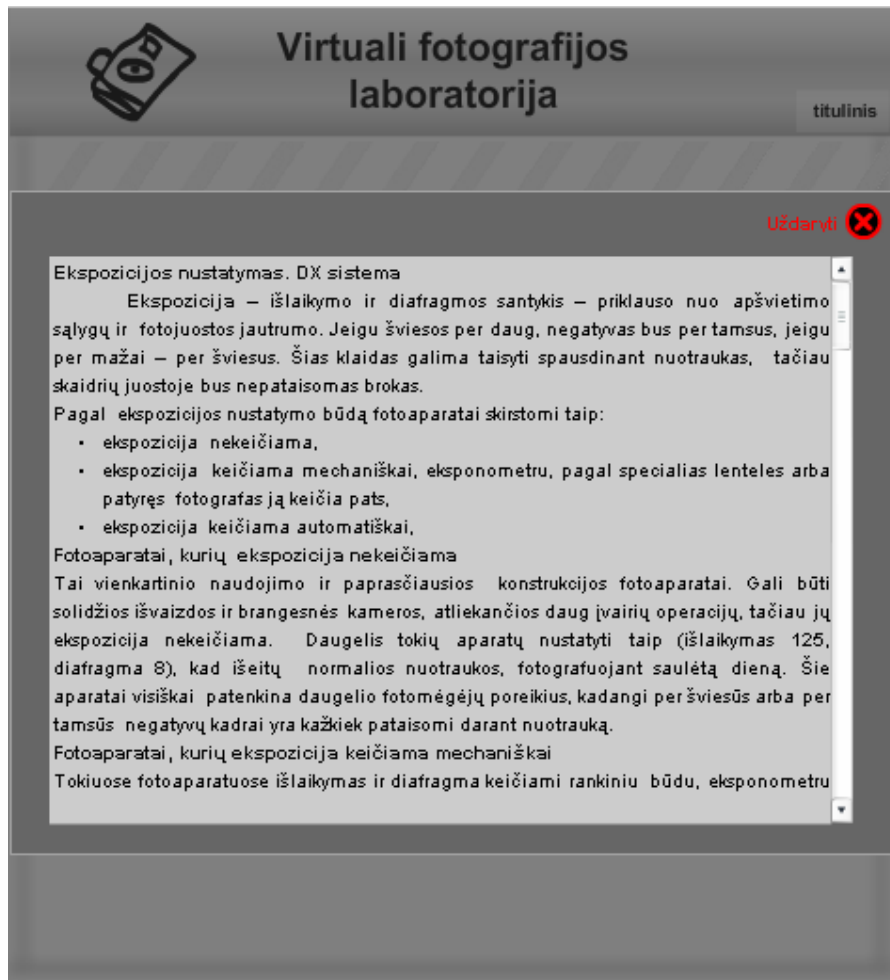 Virtuali fotografijos
laboratorija
titulinis
Uždaryti
Ekspozicijos nustatymas. DX sistema
Ekspozicija – išlaikymo ir diafragmos santykis – priklauso nuo apšvietimo
sąlygų ir fotojuostos jautrumo. Jeigu šviesos per daug, negatyvas bus per tamsus, jeigu
per mažai – per šviesus. Šias klaidas galima taisyti spausdinant nuotraukas, tačiau
skaidrių juostoje bus nepataisomas brokas.
Pagal ekspozicijos nustatymo būdą fotoaparatai skirstomi taip:
• ekspozicija nekeičiama,
• ekspozicija keičiama mechaniškai, eksponometru, pagal specialias lenteles arba
patyręs fotografas ją keičia pats,
• ekspozicija keičiama automatiškai,
Fotoaparatai, kurių ekspozicija nekeičiama
Tai vienkartinio naudojimo ir paprasčiausios konstrukcijos fotoaparatai. Gali būti
solidžios išvaizdos ir brangesnės kameros, atliekančios daug įvairių operacijų, tačiau jų
ekspozicija nekeičiama. Daugelis tokių aparatų nustatyti taip (išlaikymas 125,
diafragma 8), kad išeitų normalios nuotraukos, fotografuojant saulėtą dieną. Šie
aparatai visiškai patenkina daugelio fotomėgėjų poreikius, kadangi per šviesūs arba per
tamsūs negatyvų kadrai yra kažkiek pataisomi darant nuotrauką.
Fotoaparatai, kurių ekspozicija keičiama mechaniškai
Tokiuose fotoaparatuose išlaikymas ir diafragma keičiami rankiniu būdu, eksponometru